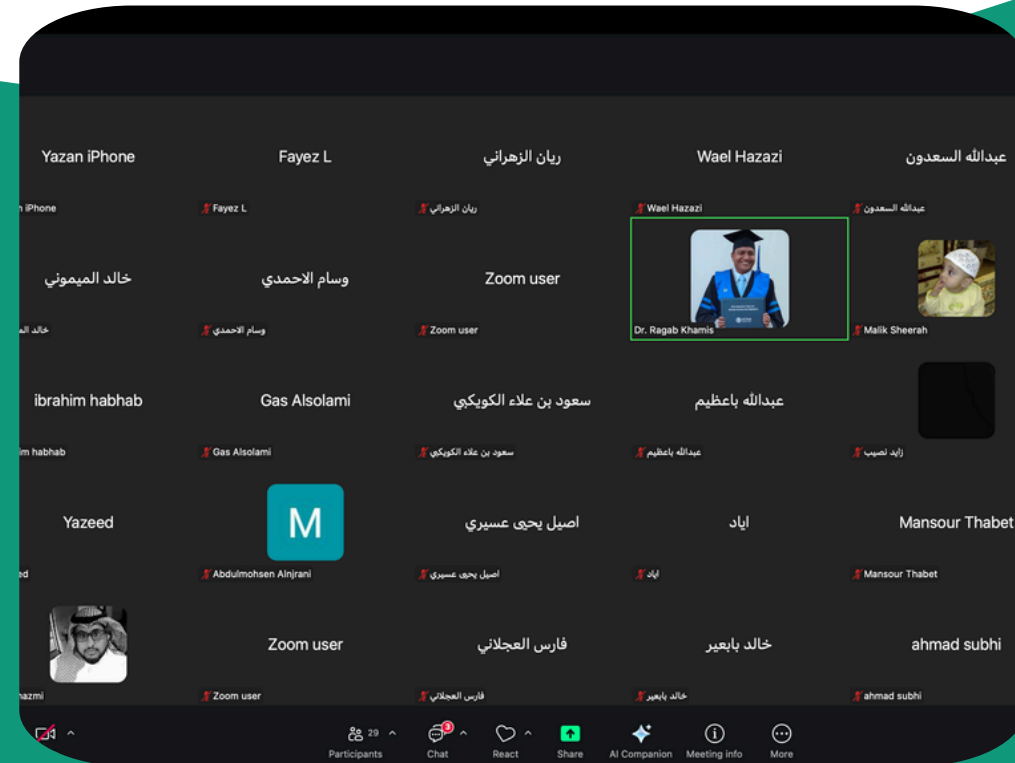 Yazan iPhone
Fayez L
ريان الزهراني
Wael Hazazi
عبدالله السعدون
iPhone
Fayez L
ريان الزهراني
Wael Hazazi
عبدالله السعدون
خالد الميموني
وسام الاحمدي
Zoom user
خالد
وسام الاحمدي
Zoom user
Dr. Ragab Khamis
Malik Sheerah
ibrahim habhab
Gas Alsolami
سعود بن علاء الكويكبي
عبدالله باعظيم
habhab
Gas Alsolami
سعود بن علاء الكويكبي
عبدالله باعظيم
زايد نصيب
Yazeed
M
اصيل يحيى عسيري
اياد
Mansour Thabet
ed
Abdulmohsen Alnjrani
اصيل يحيى عسيري
اياد
Mansour Thabet
Zoom user
فارس العجلاني
خالد بابعير
ahmad subhi
hazmi
Zoom user
فارس العجلاني
خالد بابعير
ahmad subhi
29
3
Participants
Chat
React
Share
AI Companion
Meeting info
More